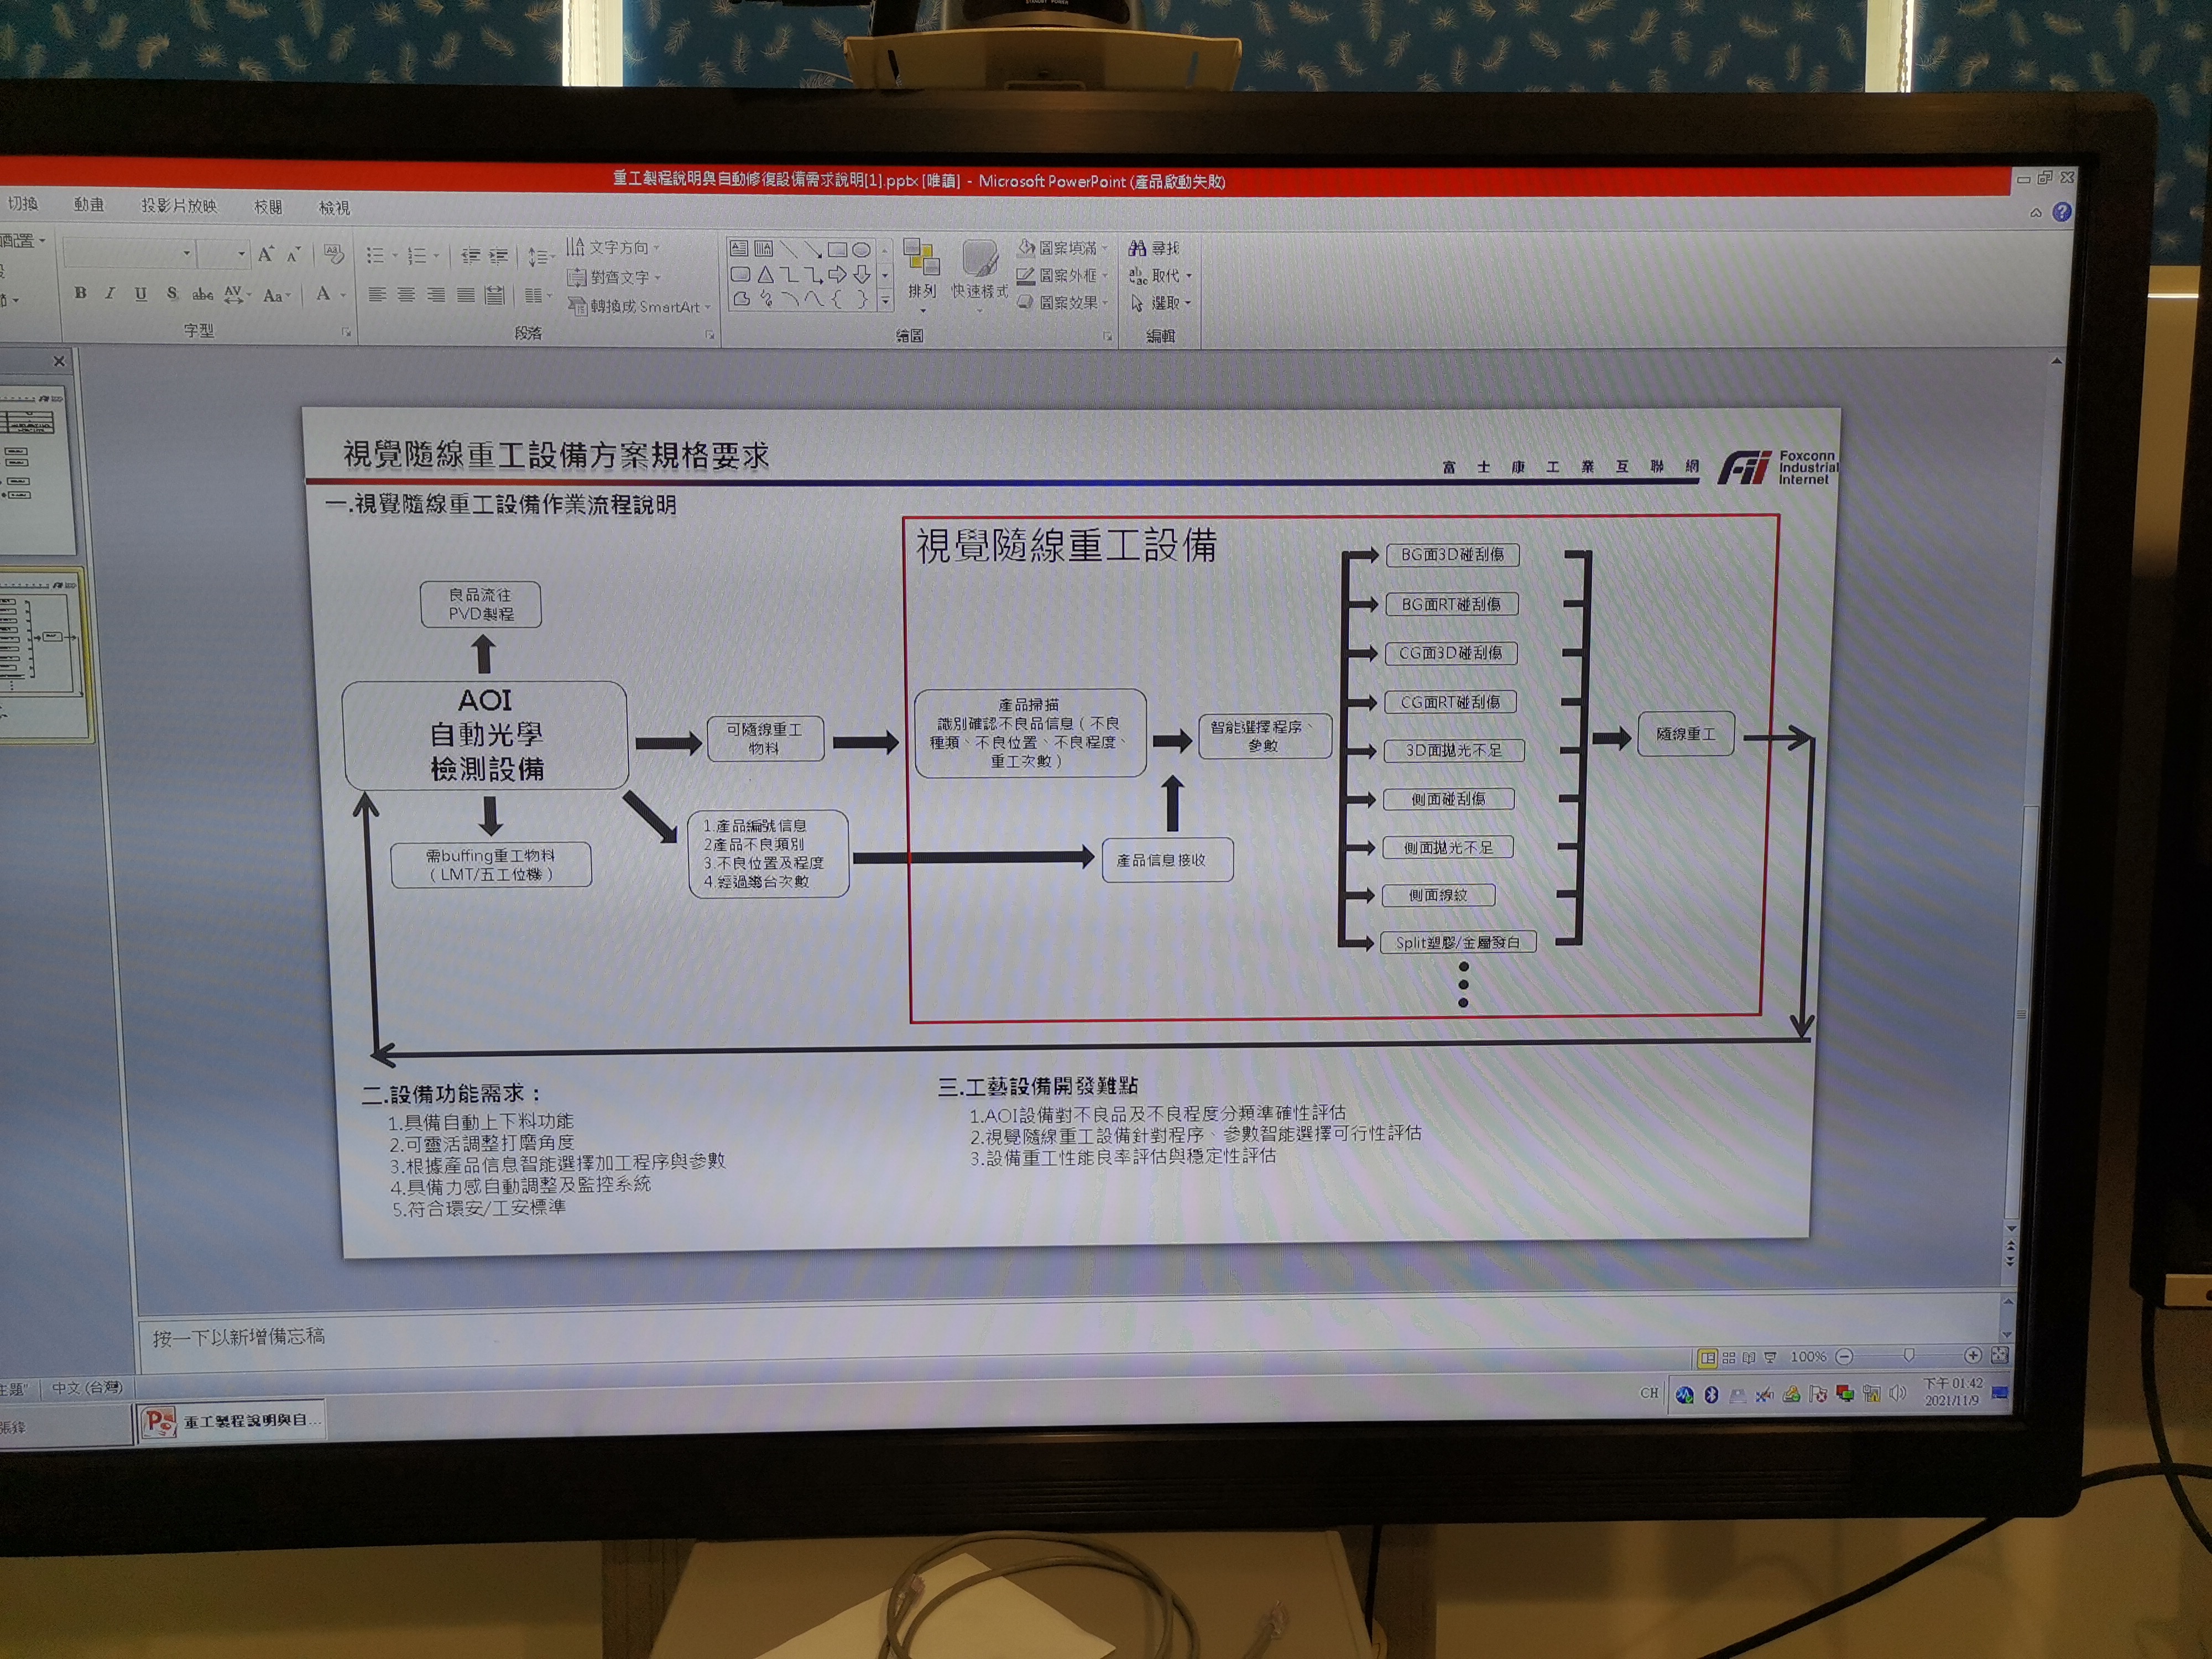 STANDBY POWER
重工製程說明與自動修復設備需求說明[1].pptx [唯讀] - Microsoft PowerPoint (產品啟動失敗)
切換 動畫 投影片放映 校閱 檢視
文字方向
對齊文字
轉換成 SmartArt
排列
快速樣式
圖案填滿
圖案外框
圖案效果
尋找
取代
選取
字型
段落
繪圖
編輯
視覺隨線重工設備方案規格要求
富士康工業互聯網
Foxconn
Industrial
Internet
一.視覺隨線重工設備作業流程說明
視覺隨線重工設備
良品流往
PVD製程
AOI
自動光學
檢測設備
需buffing重工物料
(LMT/五工位機)
可隨線重工
物料
1.產品編號信息
2產品不良類別
3.不良位置及程度
4.經過幾台次數
產品掃描
識別確認不良品信息(不良
種類、不良位置、不良程度、
重工次數)
產品信息接收
智能選擇程序、
參數
BG面3D碰刮傷
BG面RT碰刮傷
CG面3D碰刮傷
CG面RT碰刮傷
3D面拋光不足
側面碰刮傷
側面拋光不足
側面線紋
Split塑膠/金屬發白
隨線重工
二.設備功能需求：
1.具備自動上下料功能
2.可靈活調整打磨角度
3.根據產品信息智能選擇加工程序與參數
4.具備力感自動調整及監控系統
5.符合環安/工安標準
三.工藝設備開發難點
1.AOI設備對不良品及不良程度分類準確性評估
2.視覺隨線重工設備針對程序、參數智能選擇可行性評估
3.設備重工性能良率評估與穩定性評估
按一下以新增備忘稿
中文(台灣)
100%
重工製程說明與自...
CH
下午 01:42
2021/11/9